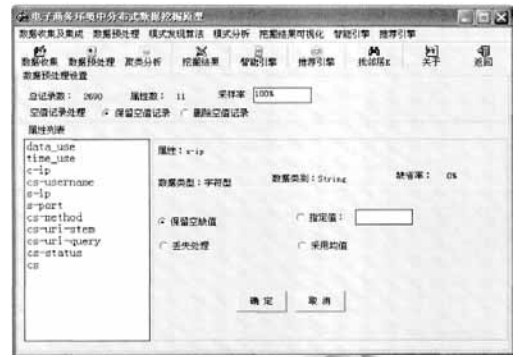 电子商务环境中分布式数据挖掘原型
数据收集及集成 数据预处理 模式发现算法 模式分析 挖掘结果可视化 智能引擎 推荐引擎
数据收集 数据预处理 聚类分析 挖掘结果 智能引擎 推荐引擎 找邻居K 关于 返回
数据预处理设置
总记录数： 2690 属性数： 11 采样率 100%
空值记录处理 保留空值记录 删除空值记录
属性列表
data_use
time_use
c-ip
cs-username
s-ip
s-port
cs-method
cs-uri-stem
cs-uri-query
cs-status
cs
属性：s-ip
数据类型：字符型 数据类别：String 缺省率： 0%
保留空缺值 指定值：
丢失处理 采用均值
确 定 取 消